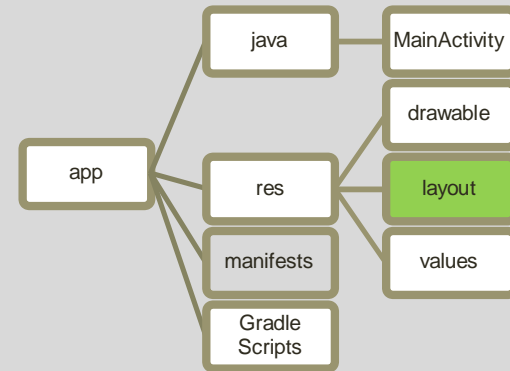 java
MainActivity
drawable
app
res
layout
manifests
values
Gradle
Scripts